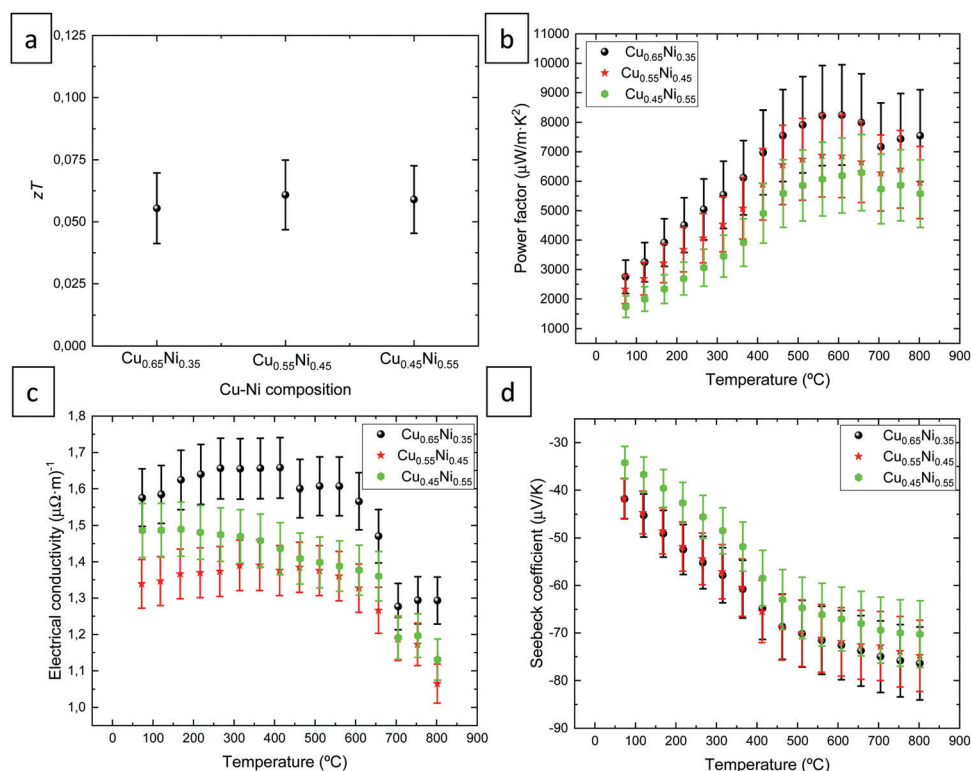 a
0,125
0,100
0,075
0,050
0,025
0,000
zT
Cu0.65Ni0.35
Cu0.55Ni0.45
Cu0.45Ni0.55
Cu-Ni composition
b
11000
10000
9000
8000
7000
6000
5000
4000
3000
2000
1000
Power factor (μW/m·K²)
Cu0.65Ni0.35
Cu0.55Ni0.45
Cu0.45Ni0.55
0 100 200 300 400 500 600 700 800 900
Temperature (ºC)
c
1,8
1,7
1,6
1,5
1,4
1,3
1,2
1,1
1,0
Electrical conductivity (μΩ·m)⁻¹
Cu0.65Ni0.35
Cu0.55Ni0.45
Cu0.45Ni0.55
0 100 200 300 400 500 600 700 800 900
Temperature (ºC)
d
-30
-40
-50
-60
-70
-80
-90
Seebeck coefficient (μV/K)
Cu0.65Ni0.35
Cu0.55Ni0.45
Cu0.45Ni0.55
0 100 200 300 400 500 600 700 800 900
Temperature (ºC)